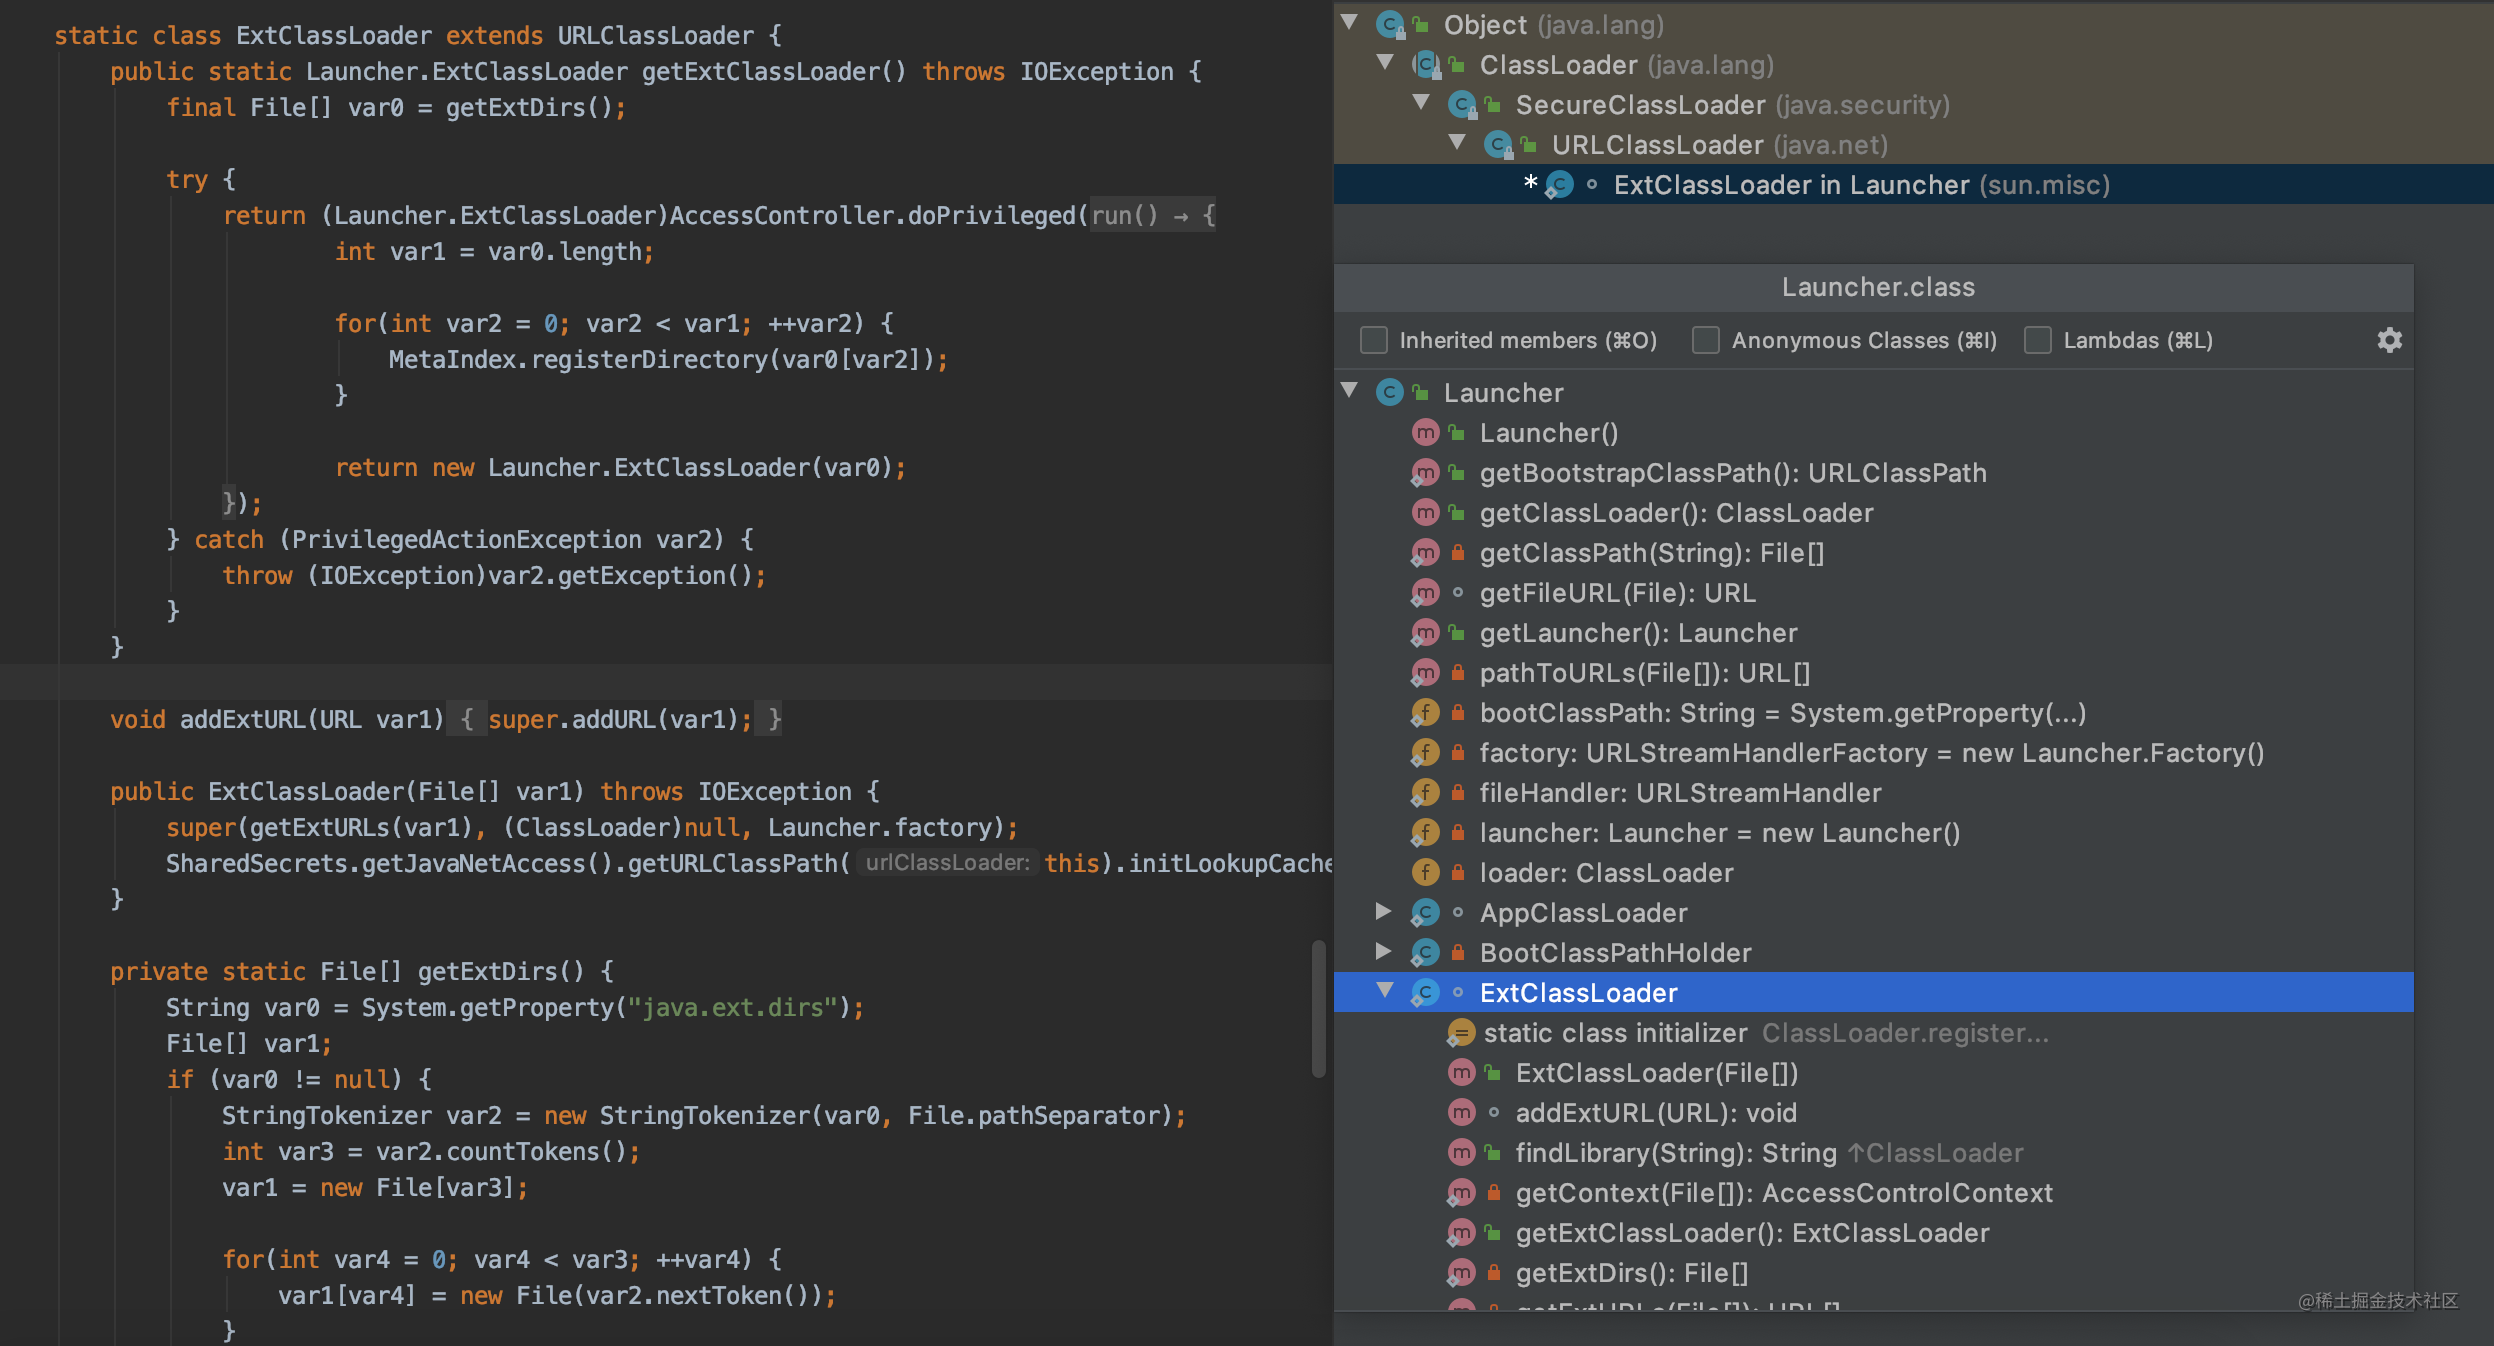 static class ExtClassLoader extends URLClassLoader {
public static Launcher.ExtClassLoader getExtClassLoader() throws IOException {
final File[] var0 = getExtDirs();
try {
return (Launcher.ExtClassLoader)AccessController.doPrivileged(run() → {
int var1 = var0.length;
for(int var2 = 0; var2 < var1; ++var2) {
MetaIndex.registerDirectory(var0[var2]);
}
return new Launcher.ExtClassLoader(var0);
});
} catch (PrivilegedActionException var2) {
throw (IOException)var2.getException();
}
}
void addExtURL(URL var1) { super.addURL(var1); }
public ExtClassLoader(File[] var1) throws IOException {
super(getExtURLs(var1), (ClassLoader)null, Launcher.factory);
SharedSecrets.getJavaNetAccess().getURLClassPath( urlClassLoader: this).initLookupCache
}
private static File[] getExtDirs() {
String var0 = System.getProperty("java.ext.dirs");
File[] var1;
if (var0 != null) {
StringTokenizer var2 = new StringTokenizer(var0, File.pathSeparator);
int var3 = var2.countTokens();
var1 = new File[var3];
for(int var4 = 0; var4 < var3; ++var4) {
var1[var4] = new File(var2.nextToken());
}
Object (java.lang)
ClassLoader (java.lang)
SecureClassLoader (java.security)
URLClassLoader (java.net)
* ExtClassLoader in Launcher (sun.misc)
Launcher.class
Inherited members (⌘O) Anonymous Classes (⌘I) Lambdas (⌘L)
Launcher
Launcher()
getBootstrapClassPath(): URLClassPath
getClassLoader(): ClassLoader
getClassPath(String): File[]
getFileURL(File): URL
getLauncher(): Launcher
pathToURLs(File[]): URL[]
bootClassPath: String = System.getProperty(...)
factory: URLStreamHandlerFactory = new Launcher.Factory()
fileHandler: URLStreamHandler
launcher: Launcher = new Launcher()
loader: ClassLoader
AppClassLoader
BootClassPathHolder
ExtClassLoader
static class initializer ClassLoader.register...
ExtClassLoader(File[])
addExtURL(URL): void
findLibrary(String): String ↑ClassLoader
getContext(File[]): AccessControlContext
getExtClassLoader(): ExtClassLoader
getExtDirs(): File[]
getExtURLs(File[]): URL[]
@稀土掘金技术社区